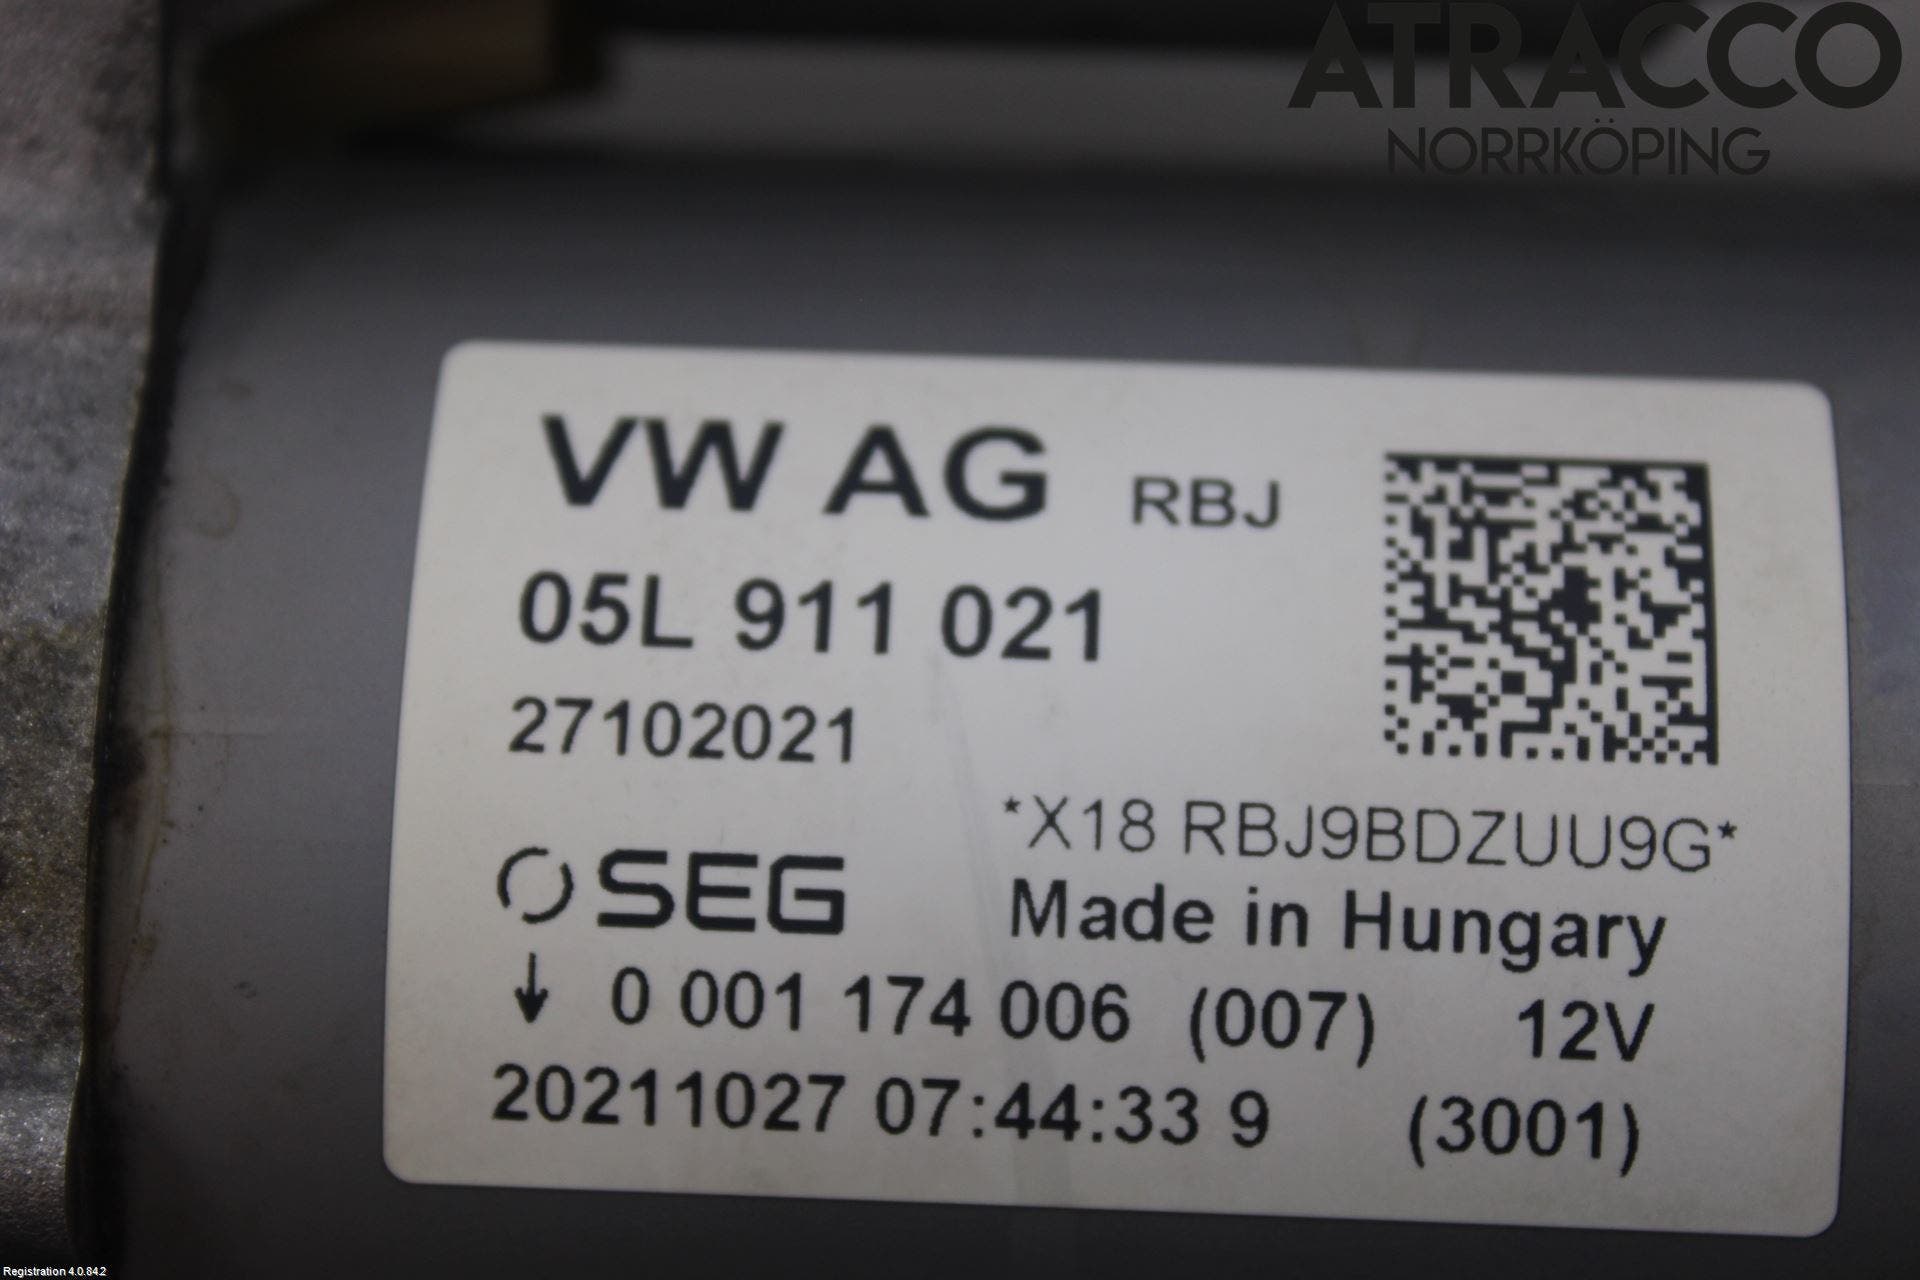 ATRACCO
NORRKÖPING
VW AG RBJ
05L 911 021
27102021
*X18 RBJ9BDZUU9G*
SEG
Made in Hungary
↓ 0 001 174 006 (007) 12V
20211027 07:44:33 9 (3001)
Registration 4.0.84.2